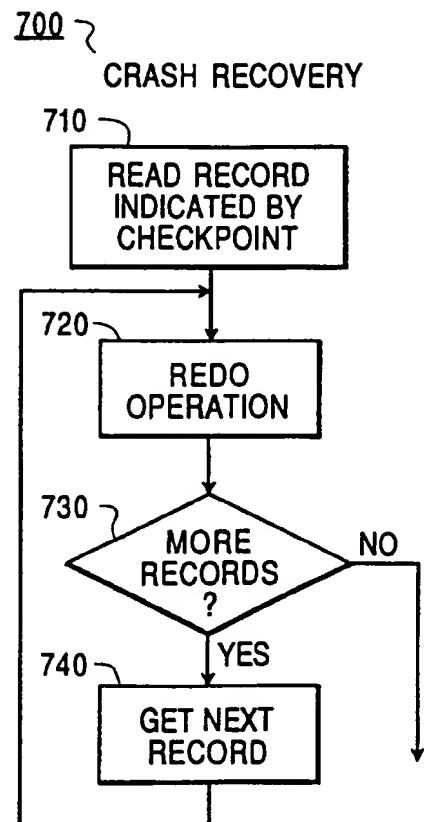 700
CRASH RECOVERY
710
READ RECORD
INDICATED BY
CHECKPOINT
720
REDO
OPERATION
730
MORE
RECORDS
?
NO
YES
740
GET NEXT
RECORD